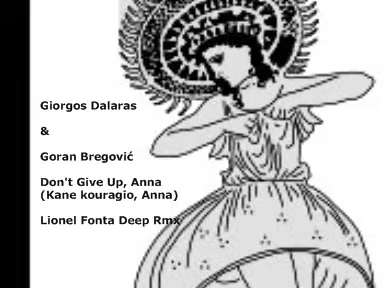 Giorgos Dalaras
&
Goran Bregović
Don't Give Up, Anna
(Kane kouragio, Anna)
Lionel Fonta Deep Rmx